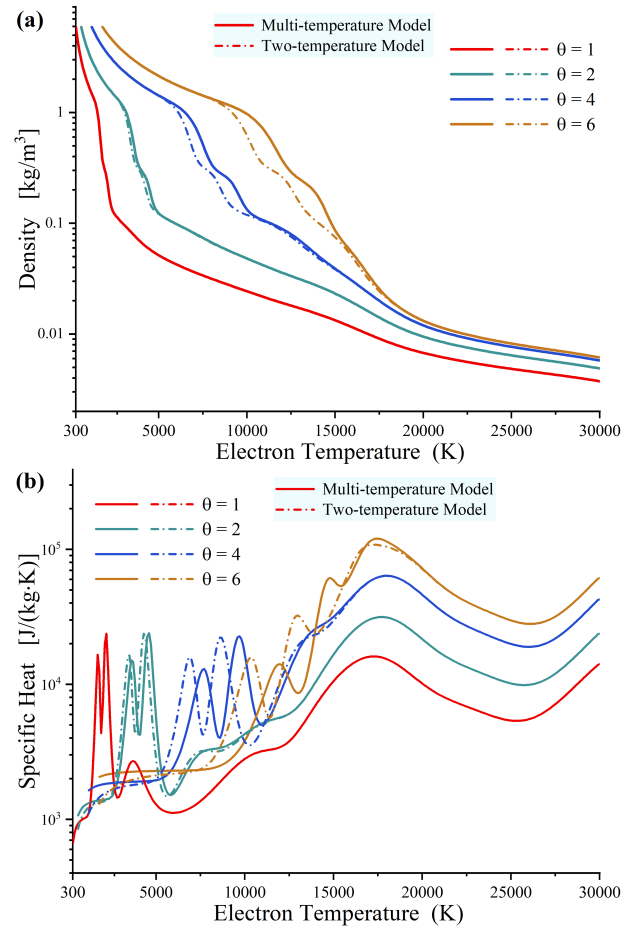 (a)
Multi-temperature Model
Two-temperature Model
θ = 1
θ = 2
θ = 4
θ = 6
Density [kg/m³]
1
0.1
0.01
300 5000 10000 15000 20000 25000 30000
Electron Temperature (K)
(b)
Multi-temperature Model
Two-temperature Model
θ = 1
θ = 2
θ = 4
θ = 6
Specific Heat [J/(kg·K)]
10⁵
10⁴
10³
300 5000 10000 15000 20000 25000 30000
Electron Temperature (K)